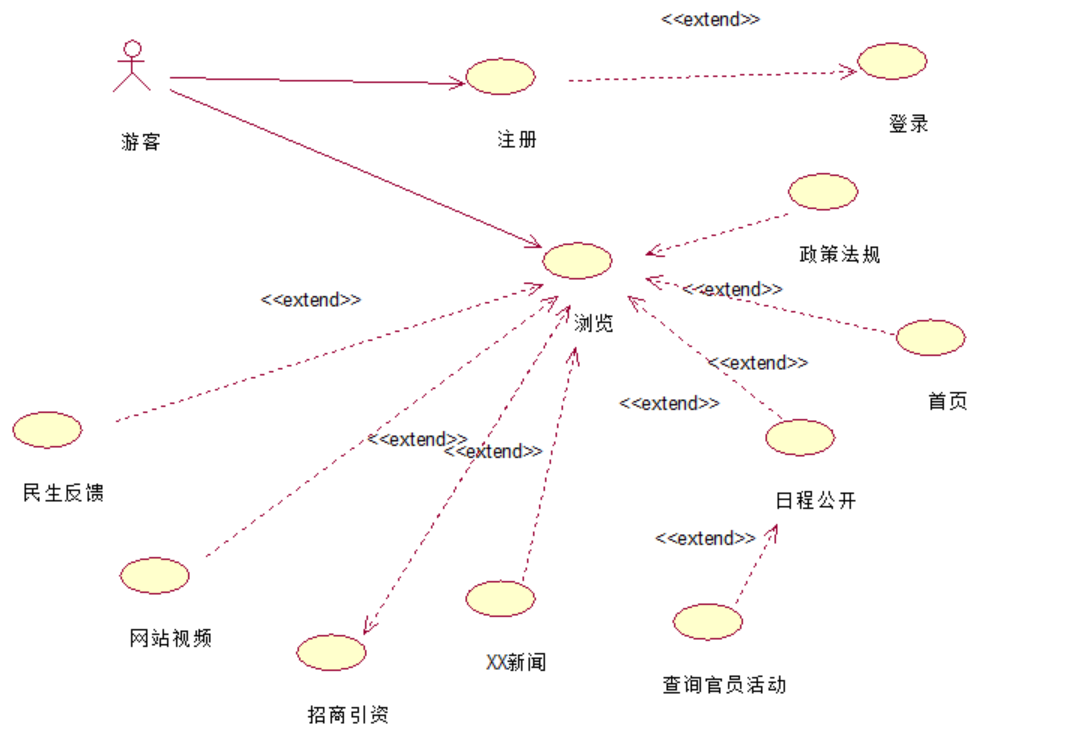 <<extend>>
游客
注册
登录
政策法规
<<extend>>
<<extend>>
浏览
<<extend>>
首页
<<extend>>
<<extend>>
<<extend>>
民生反馈
日程公开
<<extend>>
网站视频
XX新闻
查询官员活动
招商引资